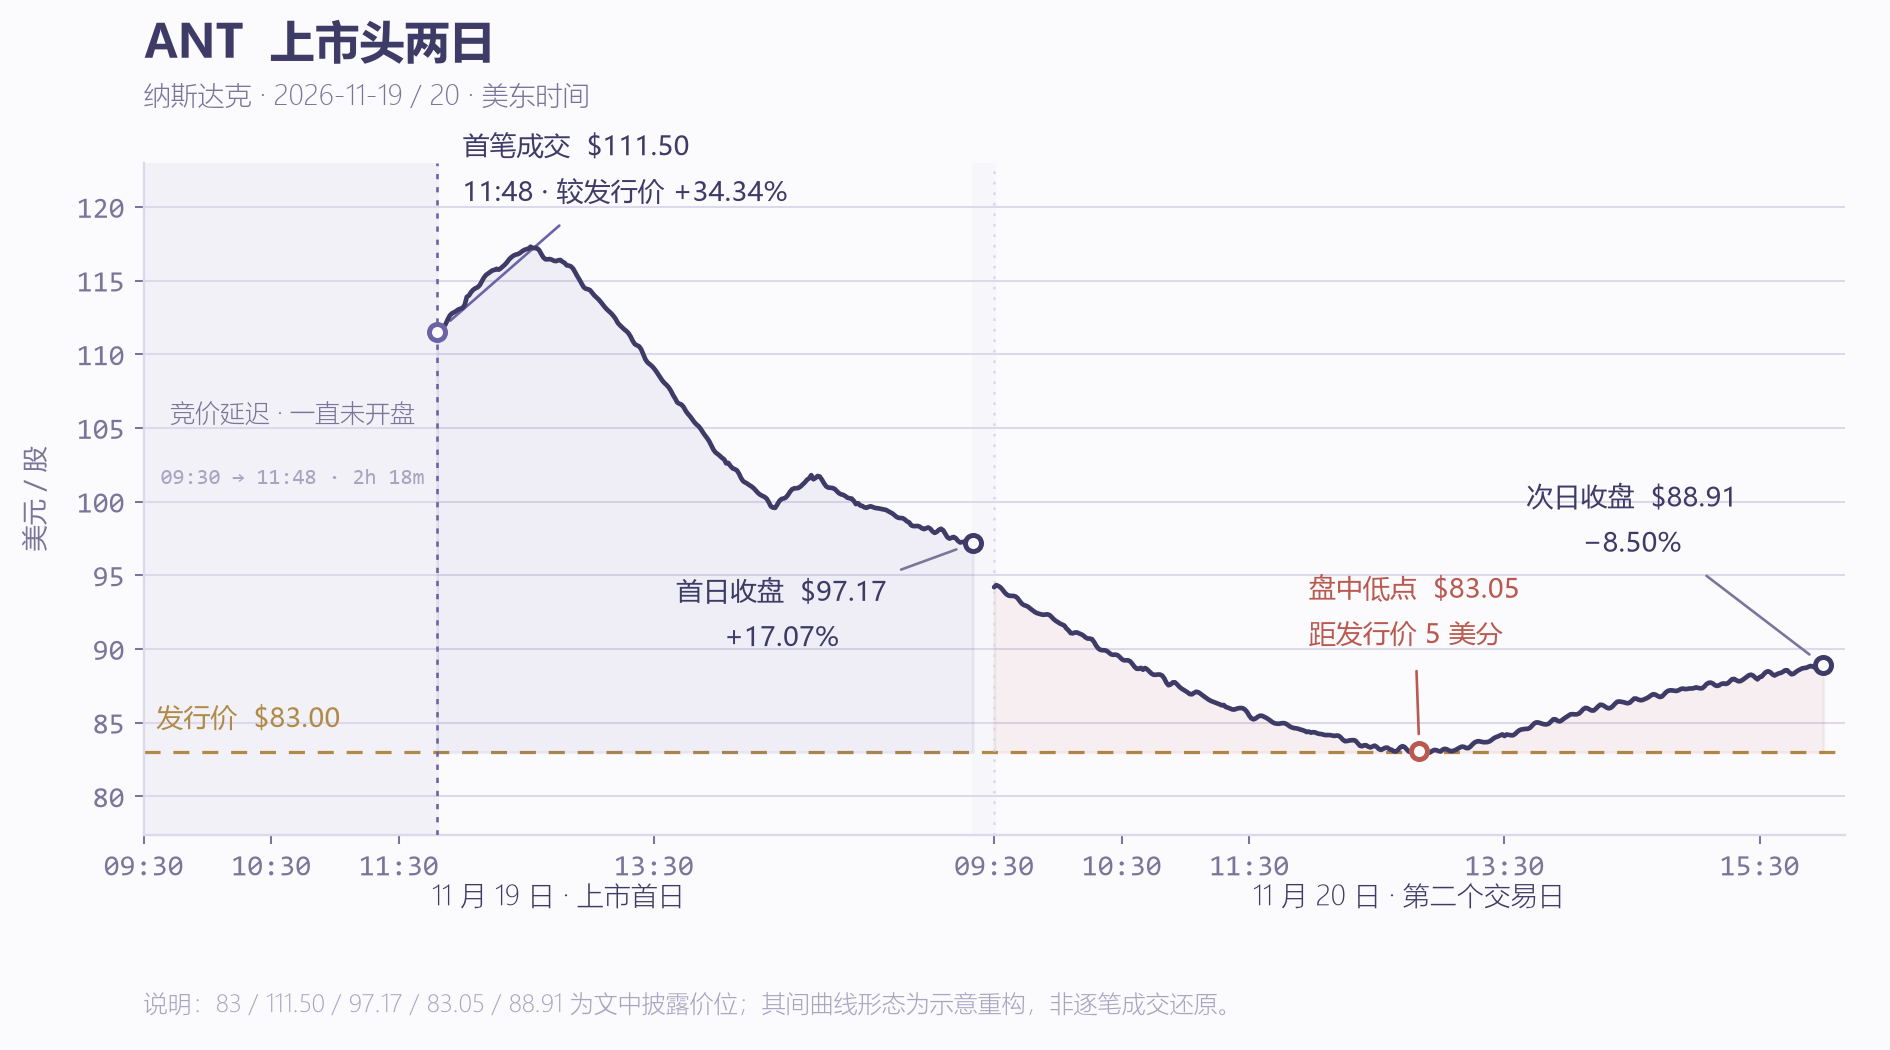 ANT 上市头两日
纳斯达克 · 2026-11-19 / 20 · 美东时间
首笔成交 $111.50
11:48 · 较发行价 +34.34%
120
115
110
105
100
95
90
85
80
美元 / 股
竞价延迟 · 一直未开盘
09:30 → 11:48 · 2h 18m
首日收盘 $97.17
+17.07%
次日收盘 $88.91
−8.50%
盘中低点 $83.05
距发行价 5 美分
发行价 $83.00
09:30 10:30 11:30 13:30 09:30 10:30 11:30 13:30 15:30
11 月 19 日 · 上市首日 11 月 20 日 · 第二个交易日
说明：83 / 111.50 / 97.17 / 83.05 / 88.91 为文中披露价位；其间曲线形态为示意重构，非逐笔成交还原。